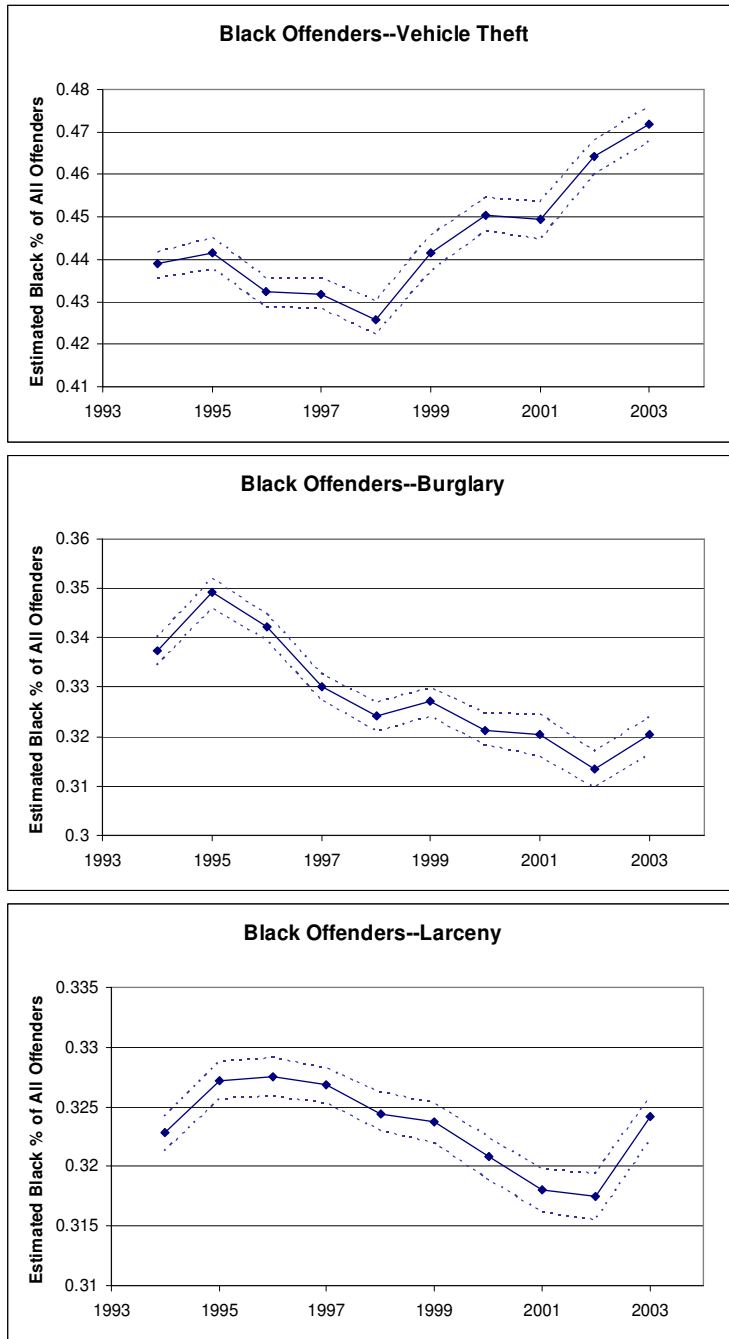 Black Offenders--Vehicle Theft
Estimated Black % of All Offenders
0.48
0.47
0.46
0.45
0.44
0.43
0.42
0.41
1993 1995 1997 1999 2001 2003
Black Offenders--Burglary
Estimated Black % of All Offenders
0.36
0.35
0.34
0.33
0.32
0.31
0.3
1993 1995 1997 1999 2001 2003
Black Offenders--Larceny
Estimated Black % of All Offenders
0.335
0.33
0.325
0.32
0.315
0.31
1993 1995 1997 1999 2001 2003